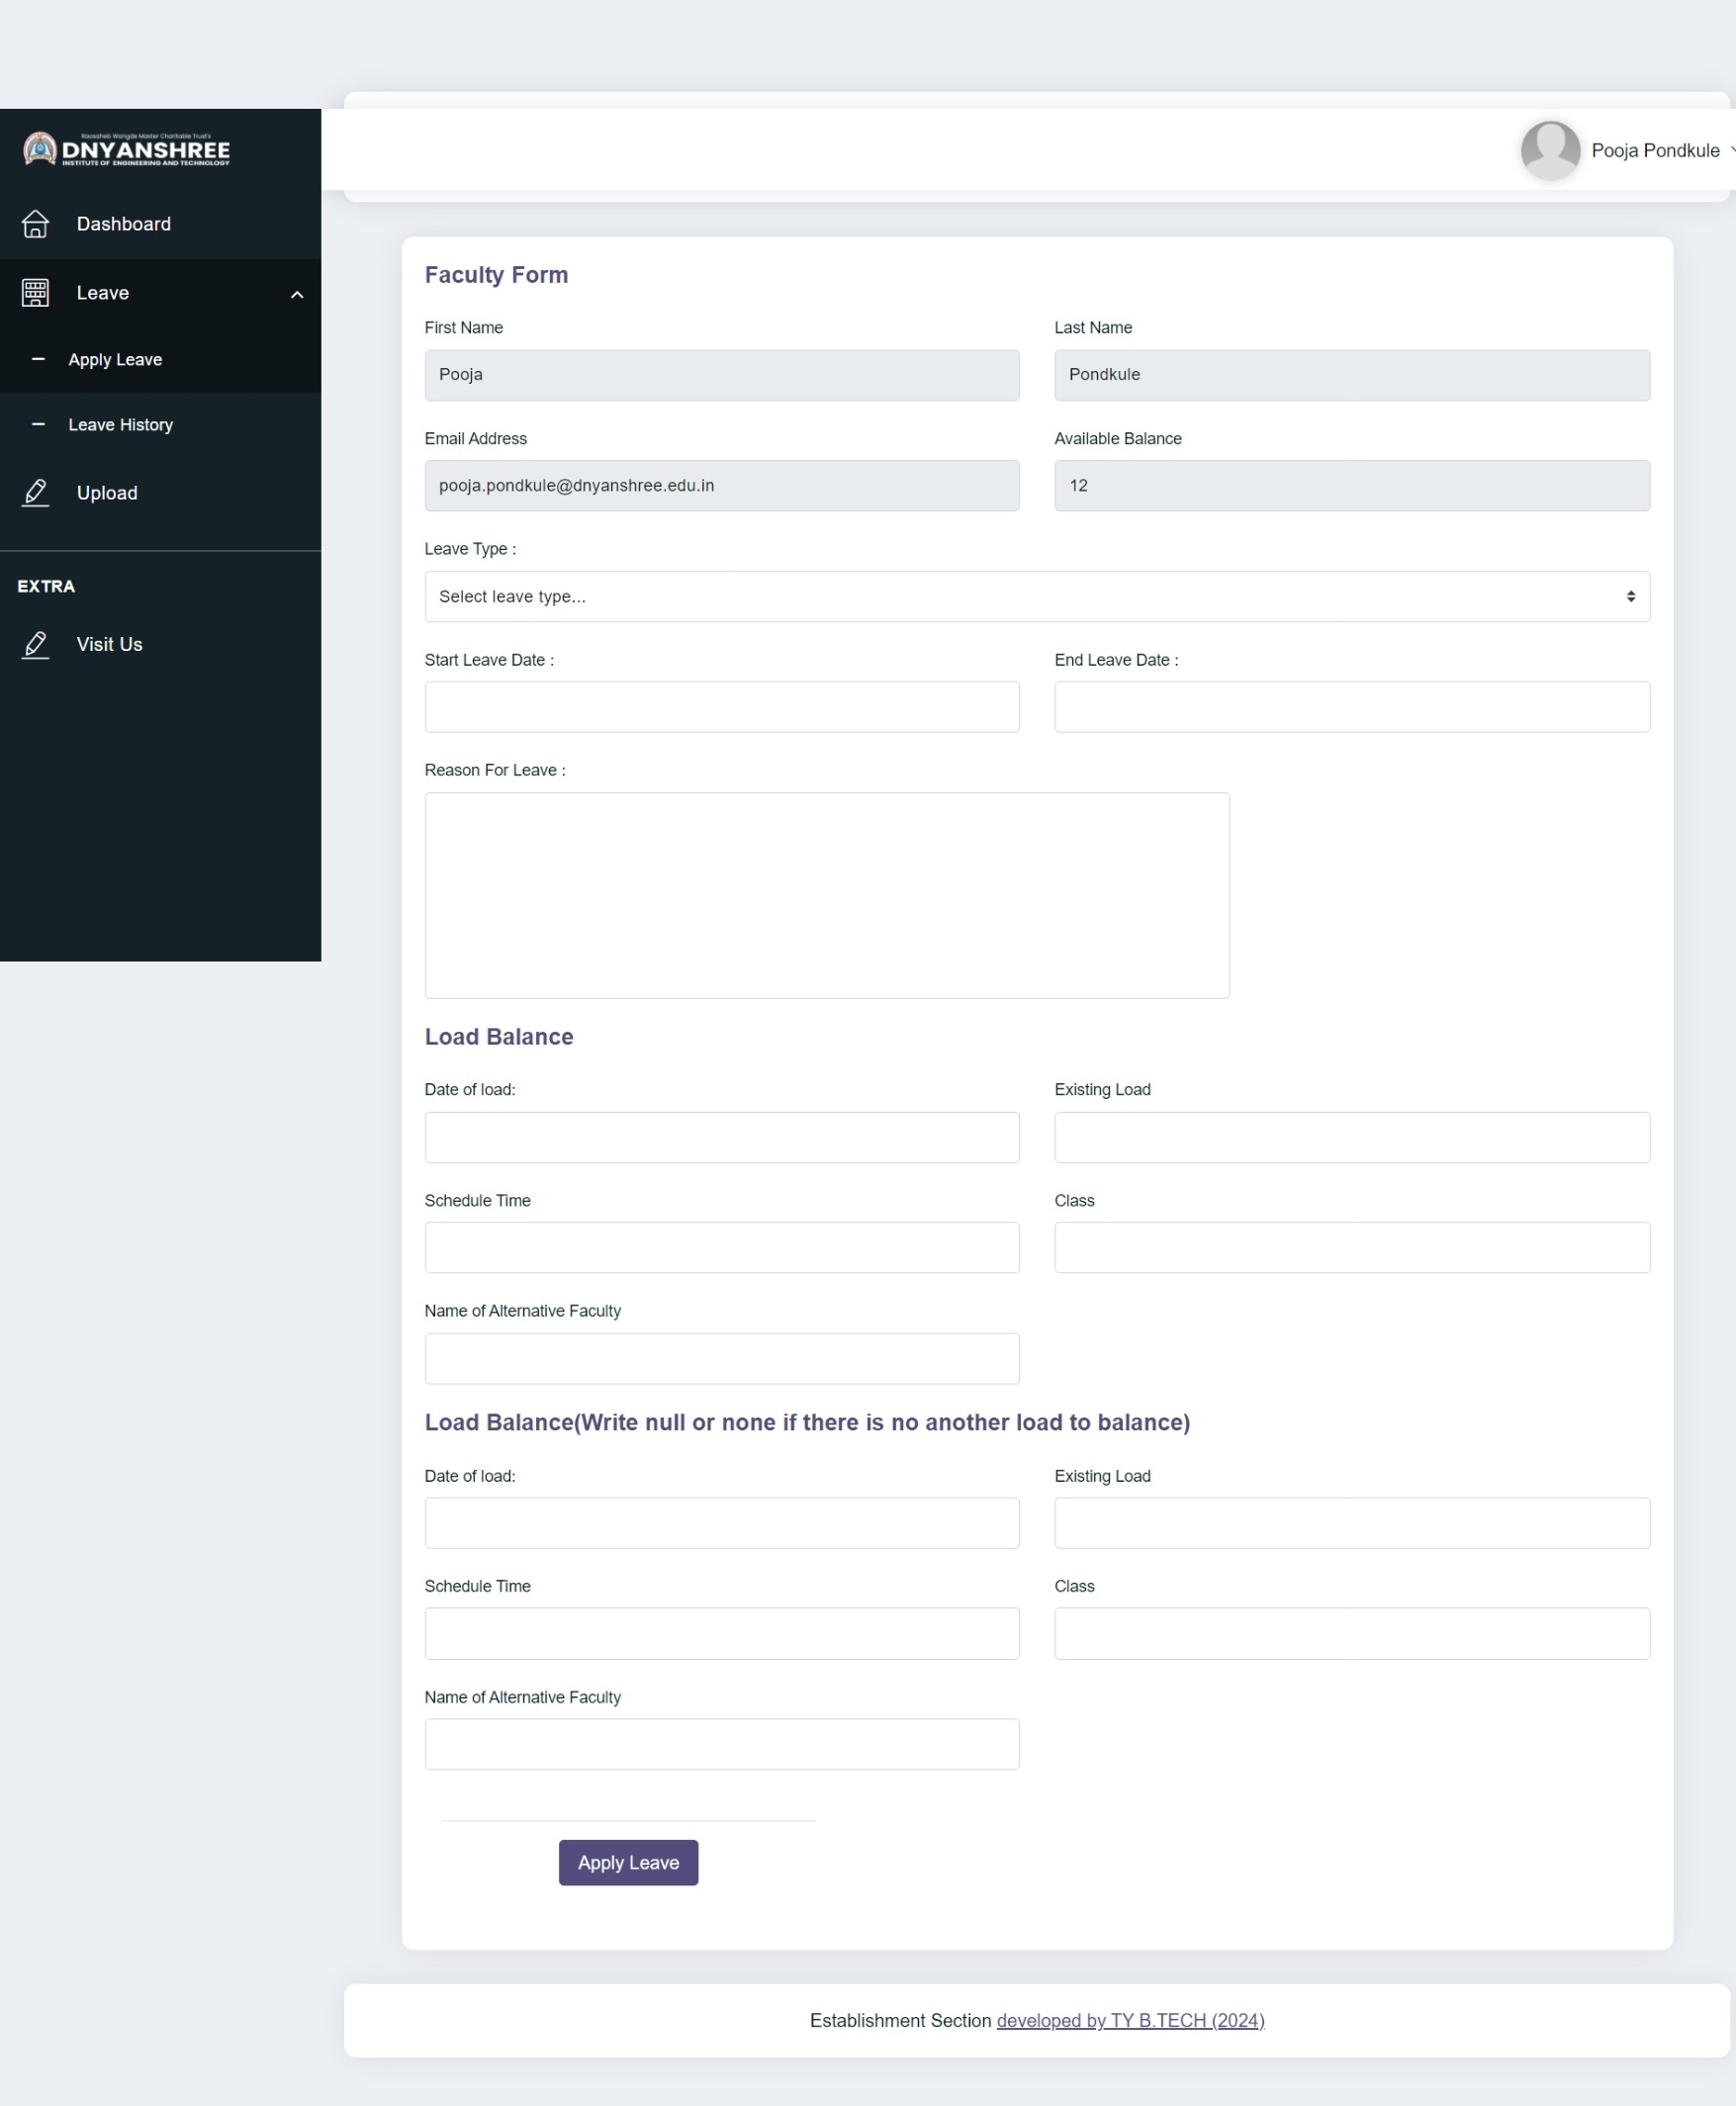 Raosaheb Wangde Master Charitable Trust's
DNYANSHREE
INSTITUTE OF ENGINEERING AND TECHNOLOGY
Pooja Pondkule
Dashboard
Leave
Apply Leave
Leave History
Upload
EXTRA
Visit Us
Faculty Form
First Name
Last Name
Pooja
Pondkule
Email Address
Available Balance
pooja.pondkule@dnyanshree.edu.in
12
Leave Type :
Select leave type...
Start Leave Date :
End Leave Date :
Reason For Leave :
Load Balance
Date of load:
Existing Load
Schedule Time
Class
Name of Alternative Faculty
Load Balance(Write null or none if there is no another load to balance)
Date of load:
Existing Load
Schedule Time
Class
Name of Alternative Faculty
Apply Leave
Establishment Section developed by TY B.TECH (2024)